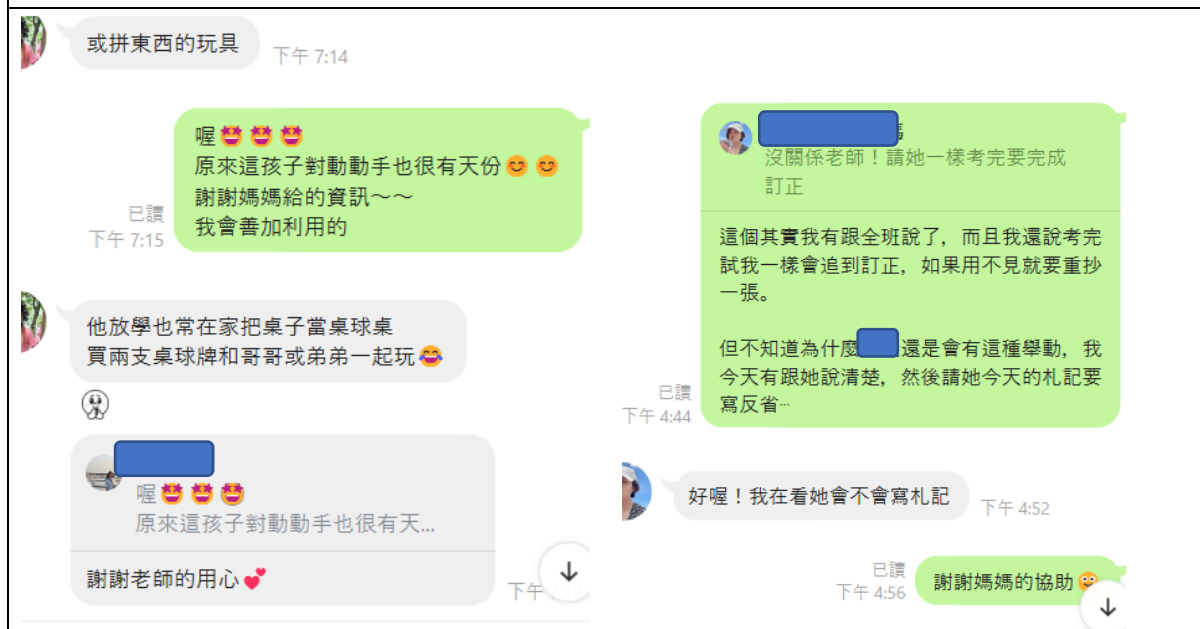 或拼東西的玩具
下午 7:14
喔🤩🤩🤩
原來這孩子對動動手也很有天份😊😊
謝謝媽媽給的資訊～～
我會善加利用的
已讀
下午 7:15
他放學也常在家把桌子當桌球桌
買兩支桌球牌和哥哥或弟弟一起玩😂
喔🤩🤩🤩
原來這孩子對動動手也很有天...
謝謝老師的用心💕
下午
沒關係老師！請她一樣考完要完成
訂正
這個其實我有跟全班說了，而且我還說考完
試我一樣會追到訂正，如果用不見就要重抄
一張。
但不知道為什麼 還是會有這種舉動，我
今天有跟她說清楚，然後請她今天的札記要
寫反省…
已讀
下午 4:44
好喔！我在看她會不會寫札記
下午 4:52
已讀
下午 4:56
謝謝媽媽的協助